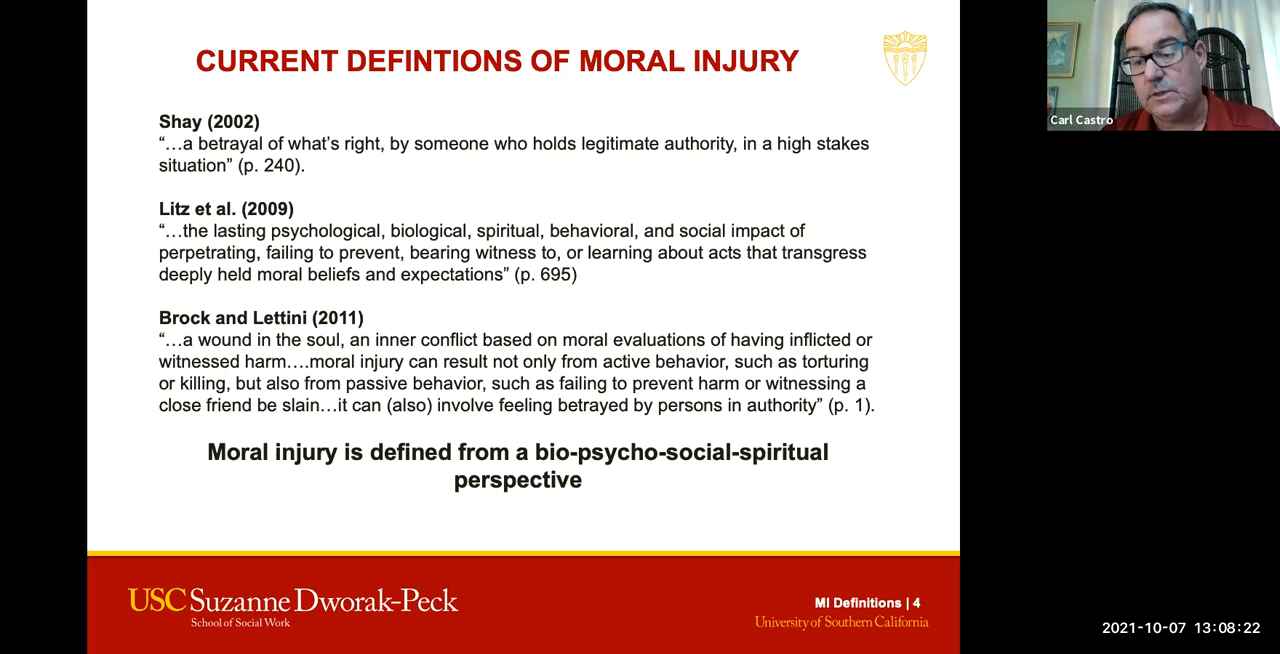 CURRENT DEFINTIONS OF MORAL INJURY
Shay (2002)
“…a betrayal of what’s right, by someone who holds legitimate authority, in a high stakes
situation” (p. 240).
Litz et al. (2009)
“…the lasting psychological, biological, spiritual, behavioral, and social impact of
perpetrating, failing to prevent, bearing witness to, or learning about acts that transgress
deeply held moral beliefs and expectations” (p. 695)
Brock and Lettini (2011)
“…a wound in the soul, an inner conflict based on moral evaluations of having inflicted or
witnessed harm….moral injury can result not only from active behavior, such as torturing
or killing, but also from passive behavior, such as failing to prevent harm or witnessing a
close friend be slain…it can (also) involve feeling betrayed by persons in authority” (p. 1).
Moral injury is defined from a bio-psycho-social-spiritual
perspective
USC Suzanne Dworak-Peck
School of Social Work
MI Definitions | 4
University of Southern California
Carl Castro
2021-10-07 13:08:22